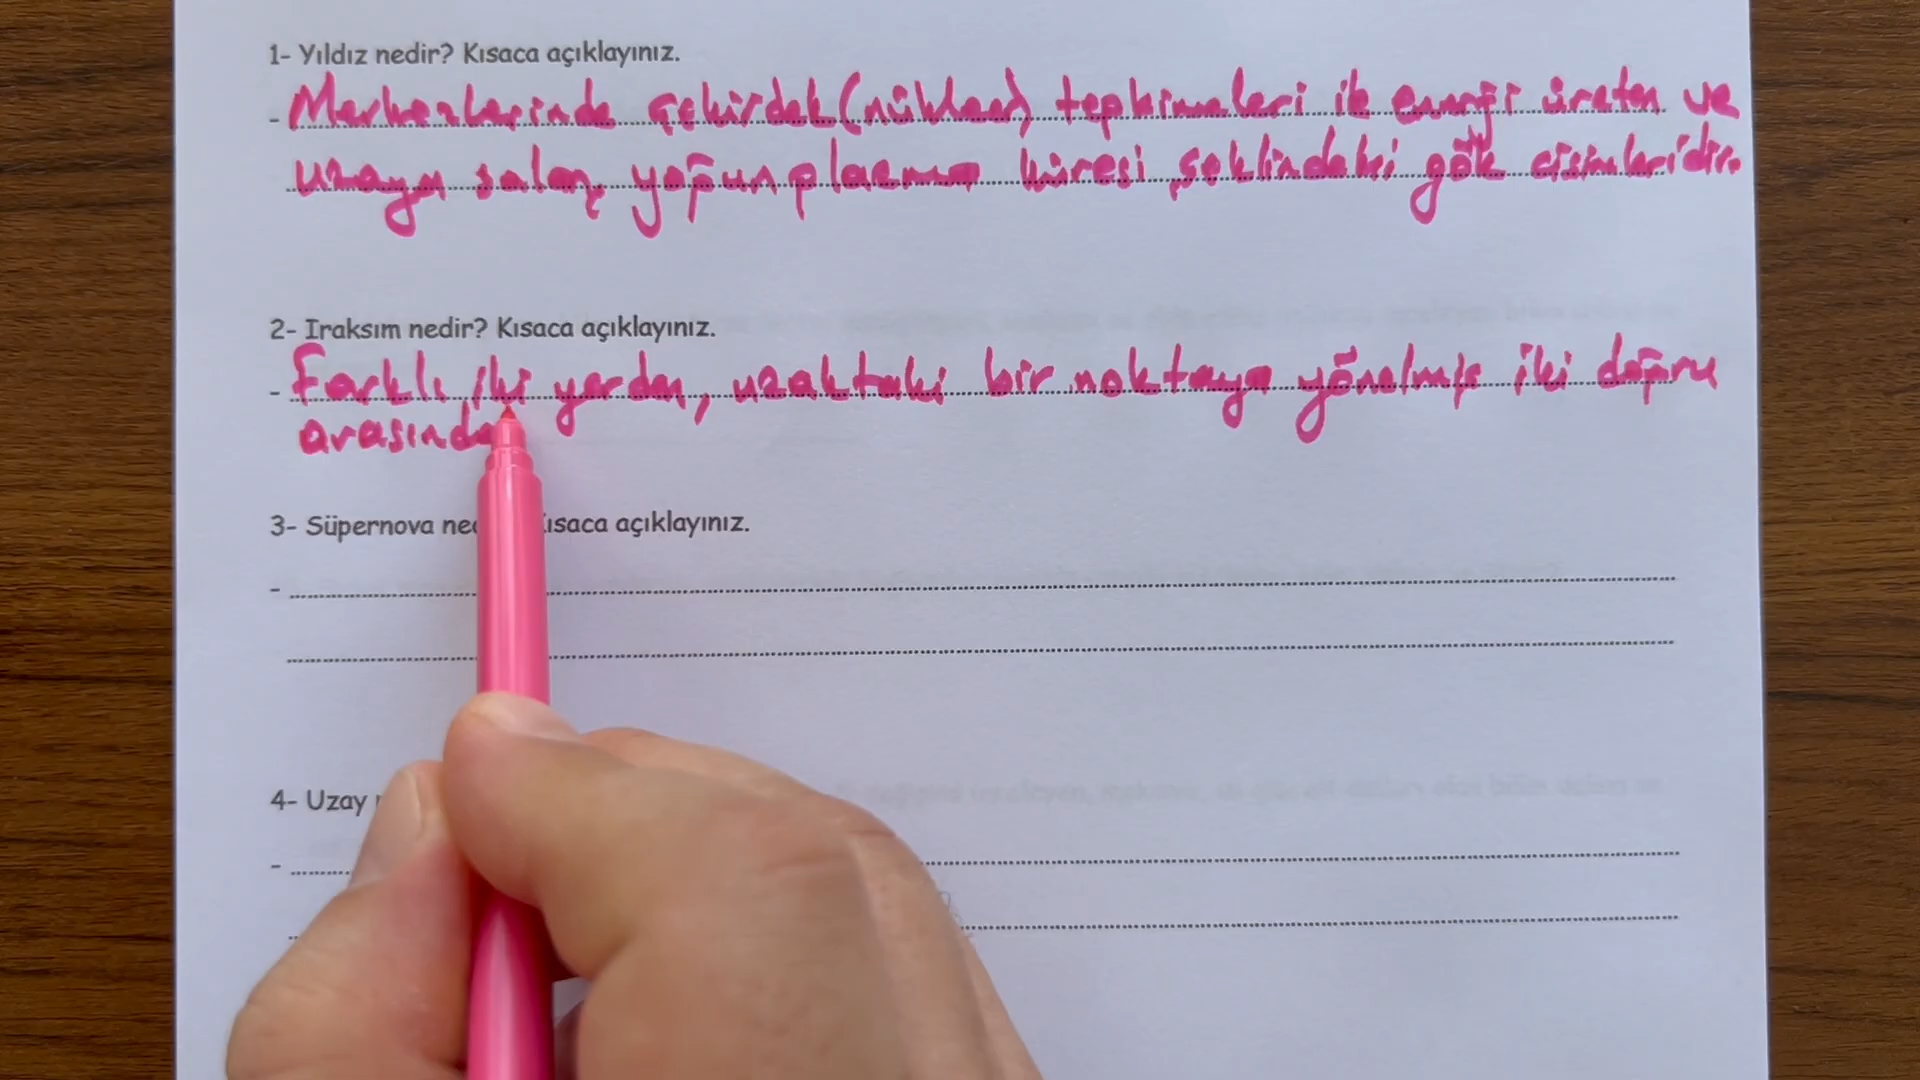 1- Yıldız nedir? Kısaca açıklayınız.
- Merkezlerinde çekirdek (nükleer) tepkimeleri ile enerji üreten ve
uzaya salan, yoğun plazma küresi şeklindeki gök cisimleridir.
2- Iraksım nedir? Kısaca açıklayınız.
- Farklı iki yerden, uzaktaki bir noktaya yönelmiş iki doğru
arasında
3- Süpernova açıklayınız.
-
4- Uzay
-